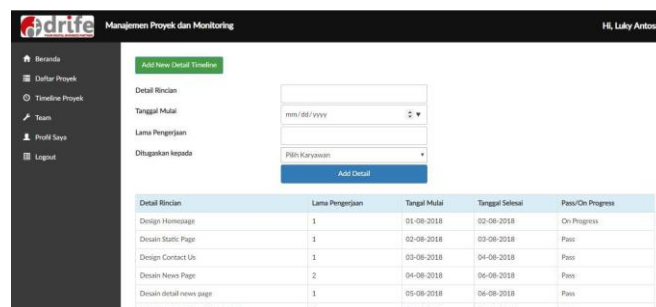 drife
Manajemen Proyek dan Monitoring
Hi, Luky Antos
Beranda
Daftar Proyek
Timeline Proyek
Team
Profil Saya
Logout
Add New Detail Timeline
Detail Rincian
Tanggal Mulai
mm/dd/yyyy
Lama Pengerjaan
Ditugaskan kepada
Pilih Karyawan
Add Detail
Detail Rincian Lama Pengerjaan Tangal Mulai Tanggal Selesai Pass/On Progress
Design Homepage 1 01-08-2018 02-08-2018 On Progress
Desain Static Page 1 02-08-2018 03-08-2018 Pass
Design Contact Us 1 03-08-2018 04-08-2018 Pass
Desain News Page 2 04-08-2018 06-08-2018 Pass
Desain detail news page 1 05-08-2018 06-08-2018 Pass